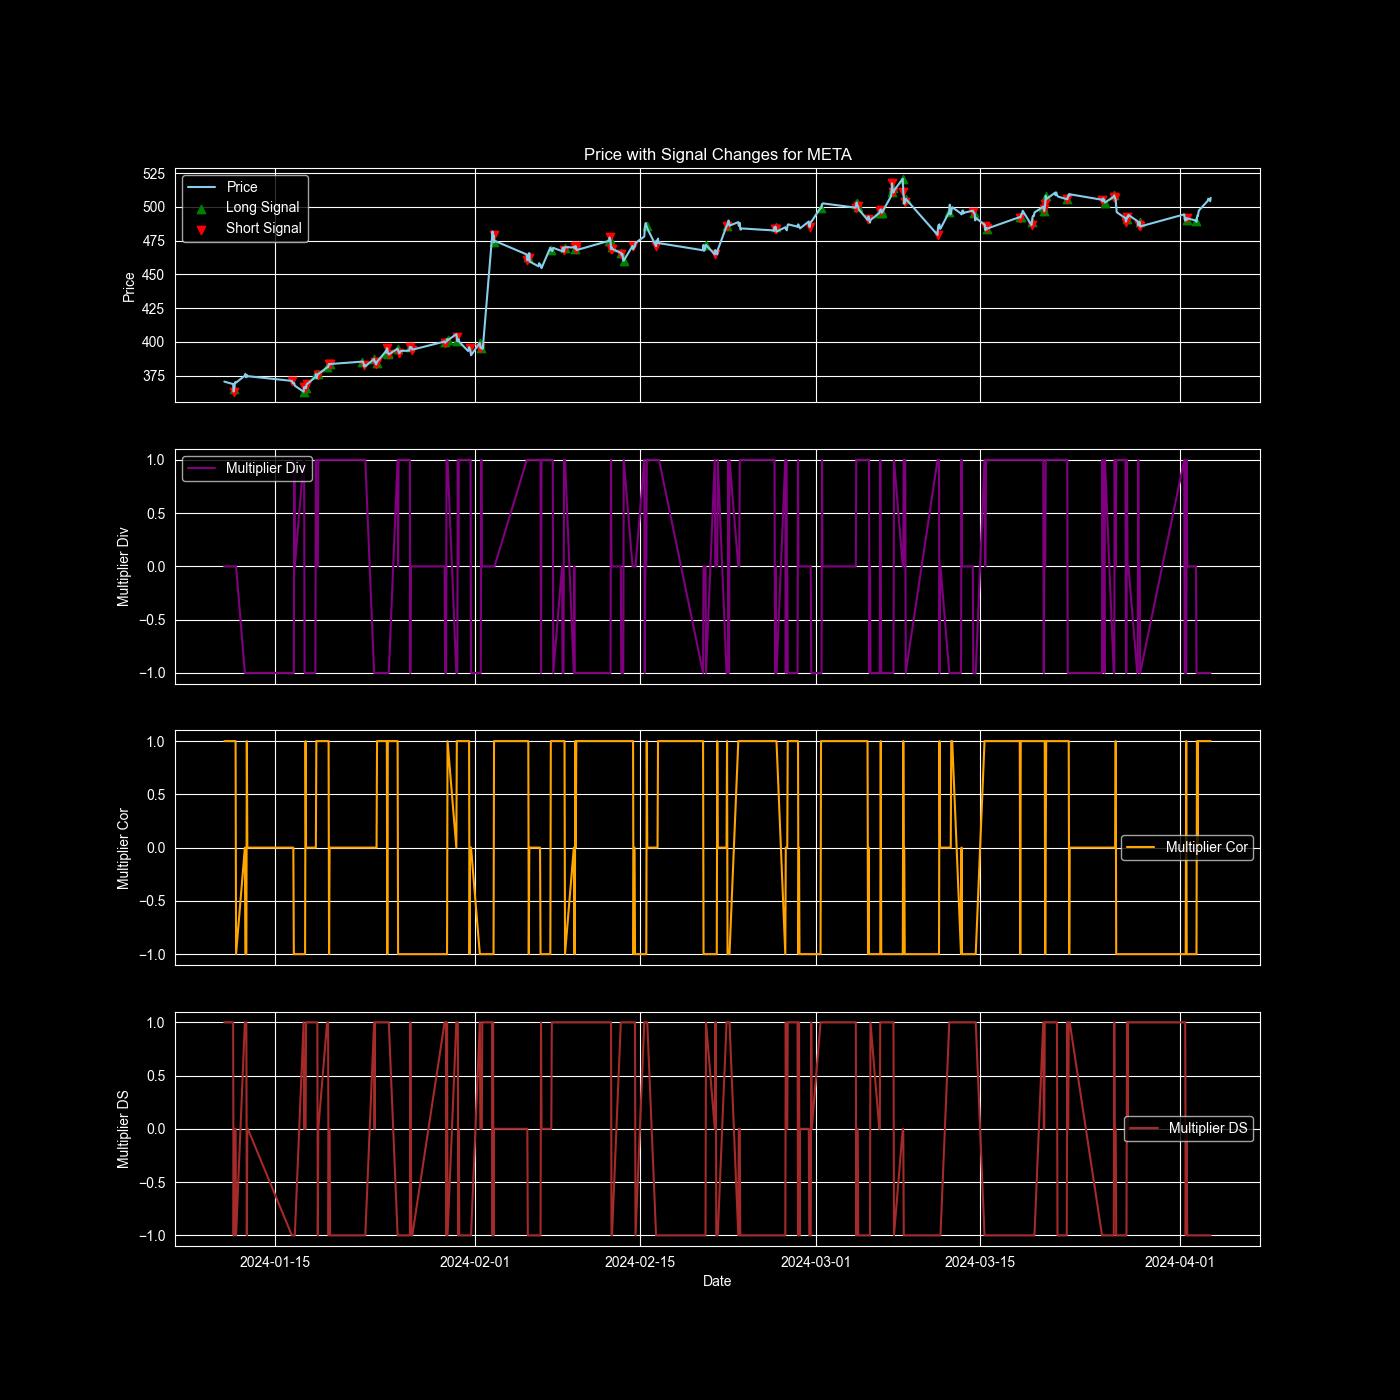 Price with Signal Changes for META
Price
Long Signal
Short Signal
525
500
475
450
425
400
375
Price
Multiplier Div
1.0
0.5
0.0
−0.5
−1.0
Multiplier Div
1.0
0.5
0.0
−0.5
−1.0
Multiplier Cor
Multiplier Cor
1.0
0.5
0.0
−0.5
−1.0
Multiplier DS
Multiplier DS
2024-01-15 2024-02-01 2024-02-15 2024-03-01 2024-03-15 2024-04-01
Date